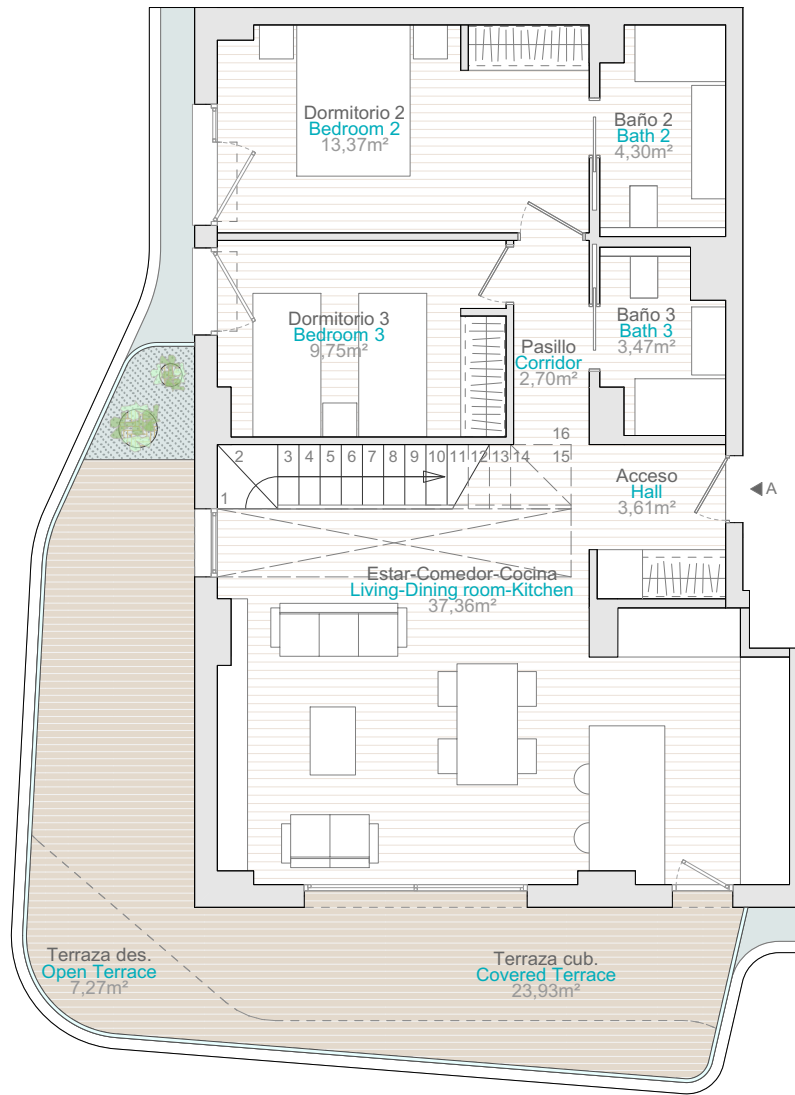 Dormitorio 2
Bedroom 2
13,37m²
Baño 2
Bath 2
4,30m²
Dormitorio 3
Bedroom 3
9,75m²
Baño 3
Bath 3
3,47m²
Pasillo
Corridor
2,70m²
16
2 3 4 5 6 7 8 9 10 11 12 13 14 15
1
Acceso
Hall
3,61m²
A
Estar-Comedor-Cocina
Living-Dining room-Kitchen
37,36m²
Terraza des.
Open Terrace
7,27m²
Terraza cub.
Covered Terrace
23,93m²